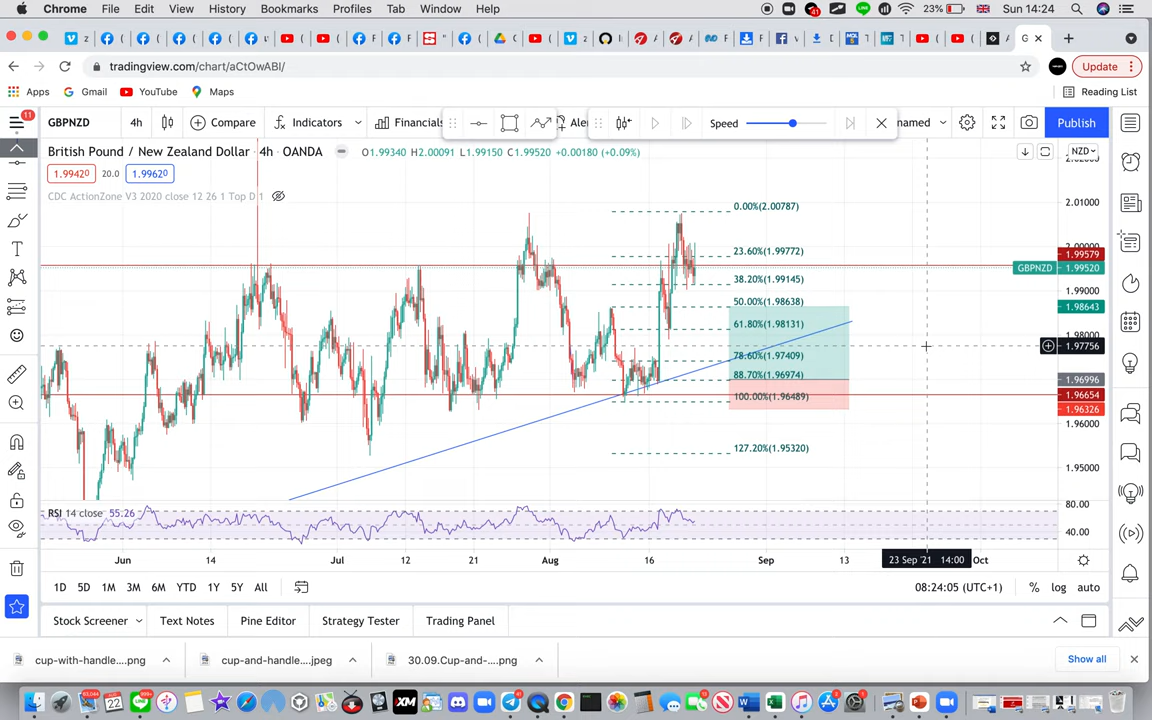 Chrome File Edit View History Bookmarks Profiles Tab Window Help 41 23% Sun 14:24
tradingview.com/chart/aCtOwABI/ Update
Apps Gmail YouTube Maps Reading List
11 GBPNZD 4h Compare Indicators Financials Ale Speed named Publish
British Pound / New Zealand Dollar · 4h · OANDA O1.99340 H2.00091 L1.99150 C1.99520 +0.00180 (+0.09%) NZD
1.99420 20.0 1.99620
CDC ActionZone V3 2020 close 12 26 1 Top D 1
0.00%(2.00787)
23.60%(1.99772)
38.20%(1.99145)
50.00%(1.98638)
61.80%(1.98131)
78.60%(1.97409)
88.70%(1.96974)
100.00%(1.96489)
127.20%(1.95320)
2.01000
2.00000
1.99579
GBPNZD 1.99520
1.99000
1.98643
1.98000
1.97756
1.96996
1.96654
1.96326
1.96000
1.95000
RSI 14 close 55.26
80.00
40.00
Jun 14 Jul 12 21 Aug 16 Sep 13 23 Sep '21 14:00 Oct
1D 5D 1M 3M 6M YTD 1Y 5Y All 08:24:05 (UTC+1) % log auto
Stock Screener Text Notes Pine Editor Strategy Tester Trading Panel
cup-with-handle....png cup-and-handle....jpeg 30.09.Cup-and-....png Show all